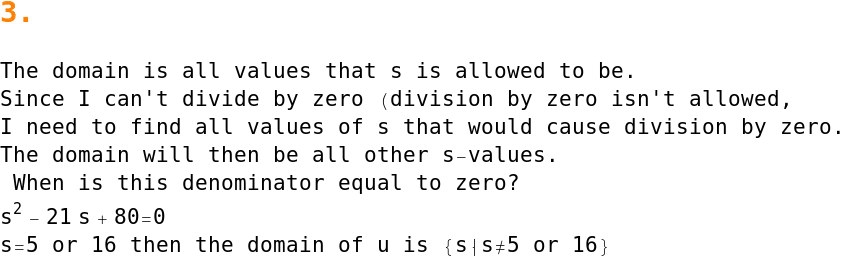 3.
The domain is all values that s is allowed to be.
Since I can't divide by zero (division by zero isn't allowed,
I need to find all values of s that would cause division by zero.
The domain will then be all other s-values.
When is this denominator equal to zero?
s² - 21 s + 80=0
s=5 or 16 then the domain of u is {s|s≠5 or 16}